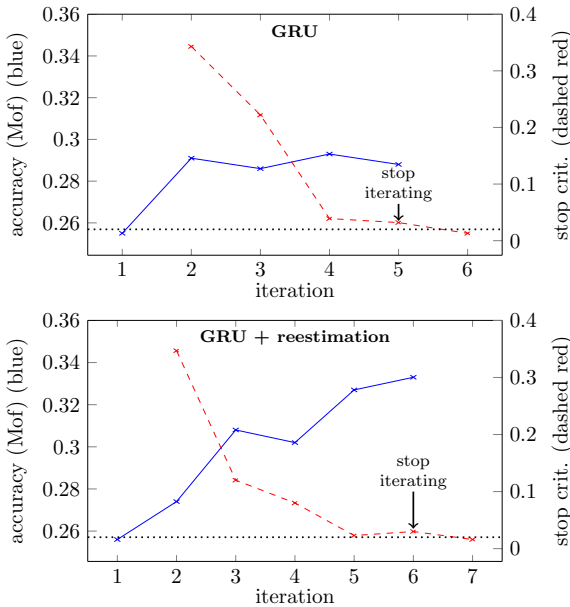 GRU
accuracy (Mof) (blue)
0.36
0.34
0.32
0.3
0.28
0.26
0.4
0.3
0.2
0.1
0
stop crit. (dashed red)
stop
iterating
1 2 3 4 5 6
iteration
GRU + reestimation
accuracy (Mof) (blue)
0.36
0.34
0.32
0.3
0.28
0.26
0.4
0.3
0.2
0.1
0
stop crit. (dashed red)
stop
iterating
1 2 3 4 5 6 7
iteration